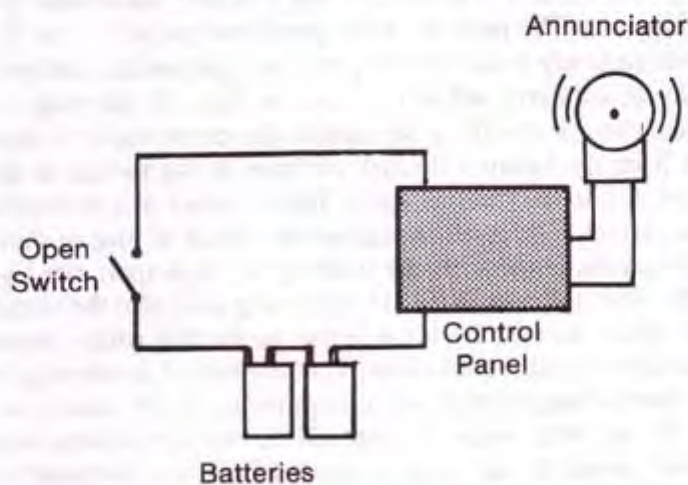 Annunciator
Open
Switch
Control
Panel
Batteries